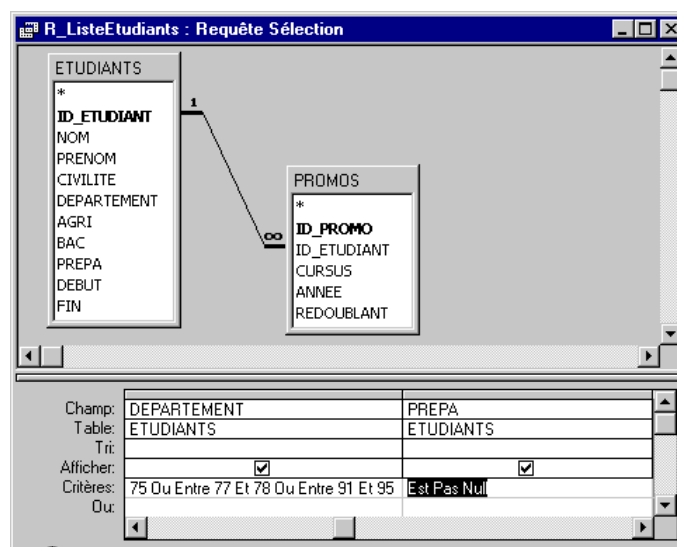 R_ListeEtudiants : Requête Sélection
ETUDIANTS
*
ID_ETUDIANT
NOM
PRENOM
CIVILITE
DEPARTEMENT
AGRI
BAC
PREPA
DEBUT
FIN
1
∞
PROMOS
*
ID_PROMO
ID_ETUDIANT
CURSUS
ANNEE
REDOUBLANT
Champ: DEPARTEMENT PREPA
Table: ETUDIANTS ETUDIANTS
Tri:
Afficher:
Critères: 75 Ou Entre 77 Et 78 Ou Entre 91 Et 95 Est Pas Null
Ou: